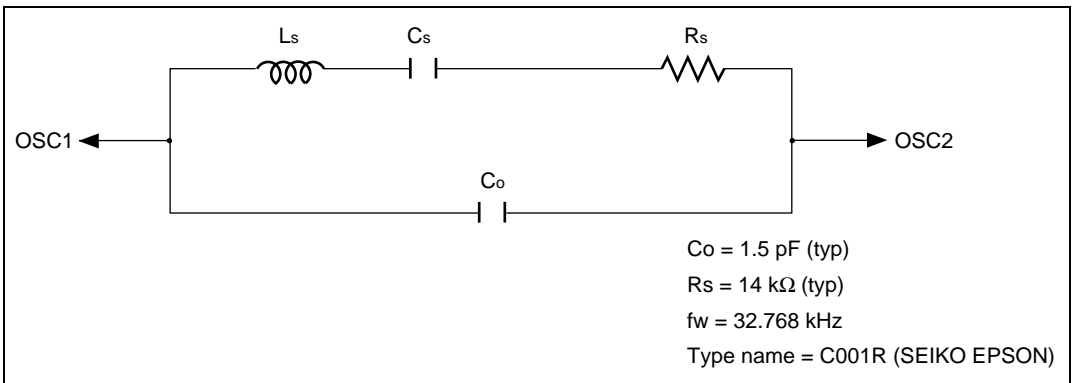 Ls Cs Rs
OSC1 OSC2
Co
Co = 1.5 pF (typ)
Rs = 14 kΩ (typ)
fw = 32.768 kHz
Type name = C001R (SEIKO EPSON)